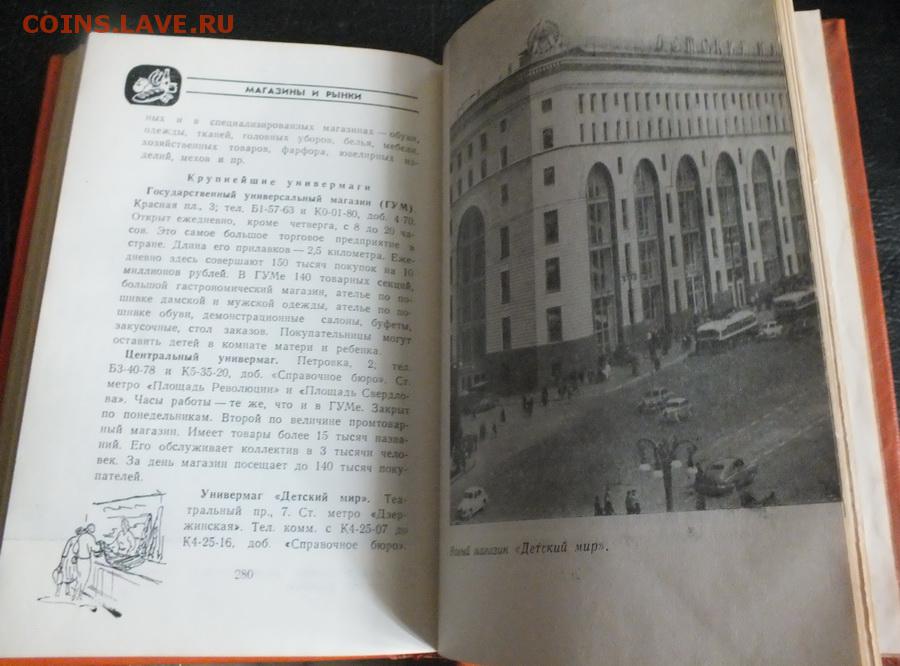 COINS.LAVE.RU
МАГАЗИНЫ И РЫНКИ
ных и в специализированных магазинах — обуви,
одежды, тканей, головных уборов, белья, мебели,
хозяйственных товаров, фарфора, ювелирных из-
делий, мехов и пр.
Крупнейшие универмаги
Государственный универсальный магазин (ГУМ).
Красная пл., 3; тел. Б1-57-63 и К0-01-80, доб. 4-70.
Открыт ежедневно, кроме четверга, с 8 до 20 ча-
сов. Это самое большое торговое предприятие в
стране. Длина его прилавков — 2,5 километра. Еже-
дневно здесь совершают 150 тысяч покупок на 10
миллионов рублей. В ГУМе 140 товарных секций,
большой гастрономический магазин, ателье по по-
шивке дамской и мужской одежды, ателье по по-
шивке обуви, демонстрационные салоны, буфеты,
закусочные, стол заказов. Покупательницы могут
оставить детей в комнате матери и ребенка.
Центральный универмаг. Петровка, 2; тел.
Б3-40-78 и К5-35-20, доб. «Справочное бюро». Ст.
метро «Площадь Революции» и «Площадь Свердло-
ва». Часы работы — те же, что и в ГУМе. Закрыт
по понедельникам. Второй по величине промтовар-
ный магазин. Имеет товары более 15 тысяч назва-
ний. Его обслуживает коллектив в 3 тысячи чело-
век. За день магазин посещает до 140 тысяч поку-
пателей.
Универмаг «Детский мир». Теа-
тральный пр., 7. Ст. метро «Дзер-
жинская». Тел. комм. с К4-25-07 до
К4-25-16, доб. «Справочное бюро».
280
Новый магазин «Детский мир».